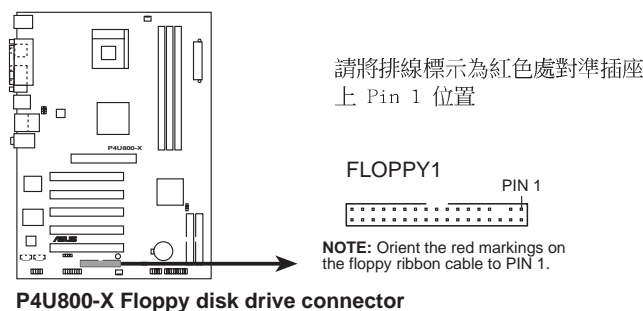 請將排線標示為紅色處對準插座
上 Pin 1 位置
P4U800-X
FLOPPY1
PIN 1
NOTE: Orient the red markings on
the floppy ribbon cable to PIN 1.
ASUS
P4U800-X Floppy disk drive connector